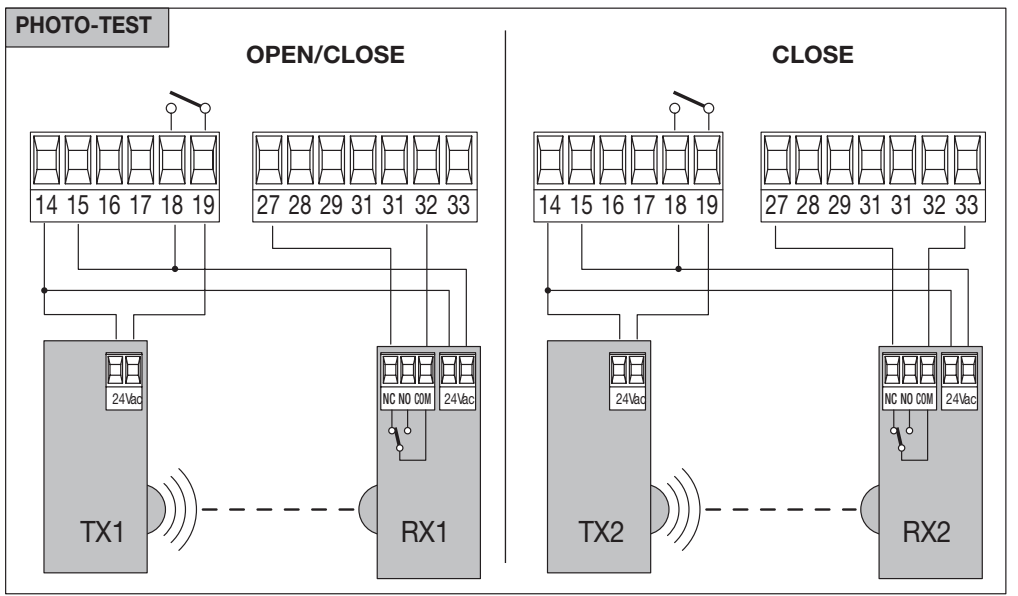 PHOTO-TEST
OPEN/CLOSE
14 15 16 17 18 19
27 28 29 31 31 32 33
24Vac
NC NO COM
24Vac
TX1
RX1
CLOSE
14 15 16 17 18 19
27 28 29 31 31 32 33
24Vac
NC NO COM
24Vac
TX2
RX2